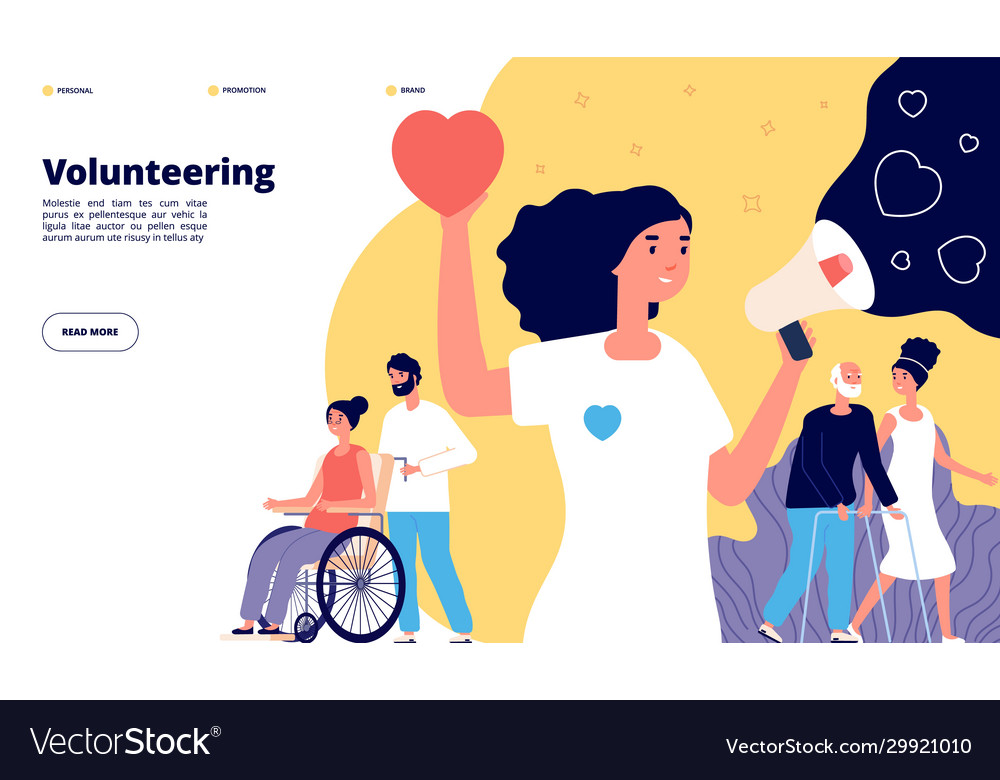 PERSONAL
PROMOTION
BRAND
Volunteering
Molestie end tiam tes cum vitae
purus ex pellentesque aur vehic la
ligula litae auctor ou pellen esque
aurum aurum ute risusy in tellus aty
READ MORE
VectorStock®
VectorStock.com/29921010